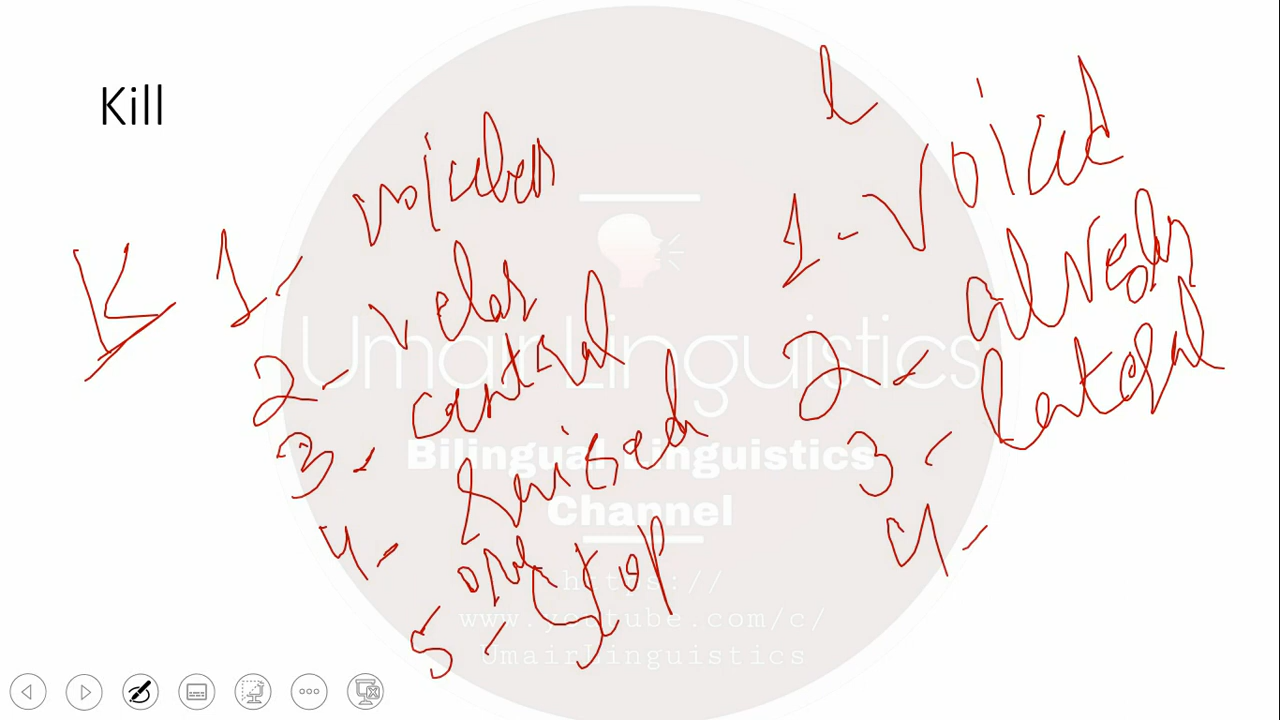 Kill
K 1- voiceless
2- velar
3- central
4- raised
5- oral stop
l
1- voiced
2- alveolar
3- lateral
4-
UmairLinguistics
Bilingual Linguistics
Channel
https://
www.youtube.com/c/
UmairLinguistics